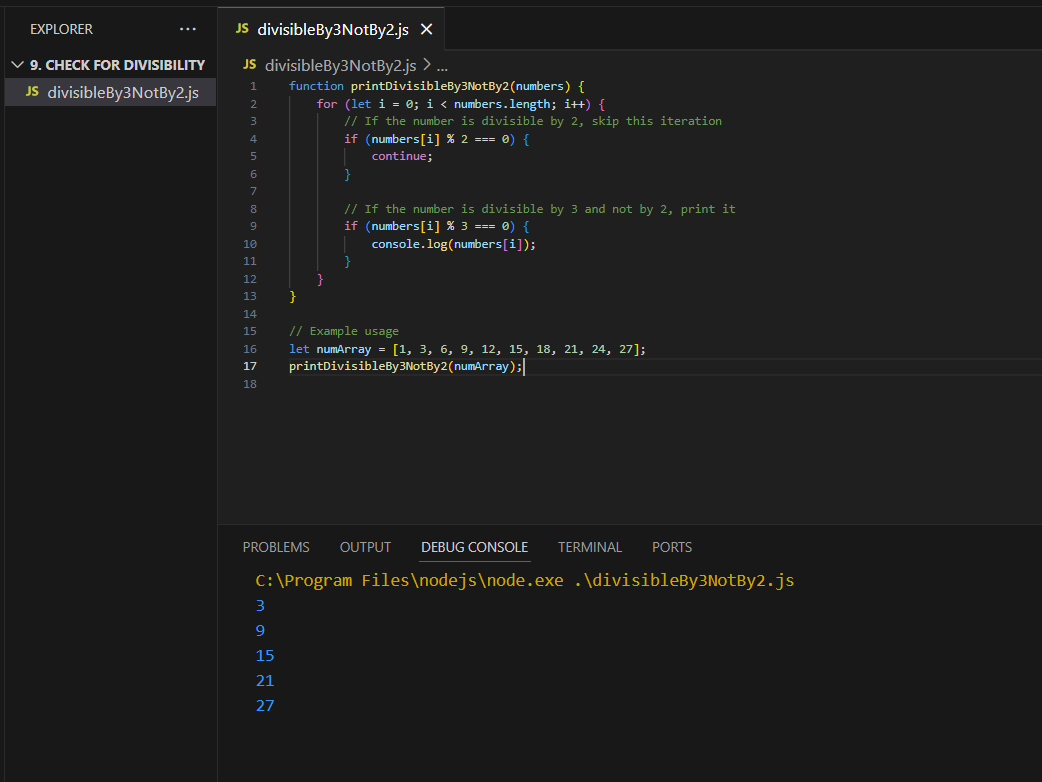 EXPLORER ...
9. CHECK FOR DIVISIBILITY
JS divisibleBy3NotBy2.js
JS divisibleBy3NotBy2.js
JS divisibleBy3NotBy2.js > ...
1 function printDivisibleBy3NotBy2(numbers) {
2 for (let i = 0; i < numbers.length; i++) {
3 // If the number is divisible by 2, skip this iteration
4 if (numbers[i] % 2 === 0) {
5 continue;
6 }
7
8 // If the number is divisible by 3 and not by 2, print it
9 if (numbers[i] % 3 === 0) {
10 console.log(numbers[i]);
11 }
12 }
13 }
14
15 // Example usage
16 let numArray = [1, 3, 6, 9, 12, 15, 18, 21, 24, 27];
17 printDivisibleBy3NotBy2(numArray);
18
PROBLEMS OUTPUT DEBUG CONSOLE TERMINAL PORTS
C:\Program Files\nodejs\node.exe .\divisibleBy3NotBy2.js
3
9
15
21
27